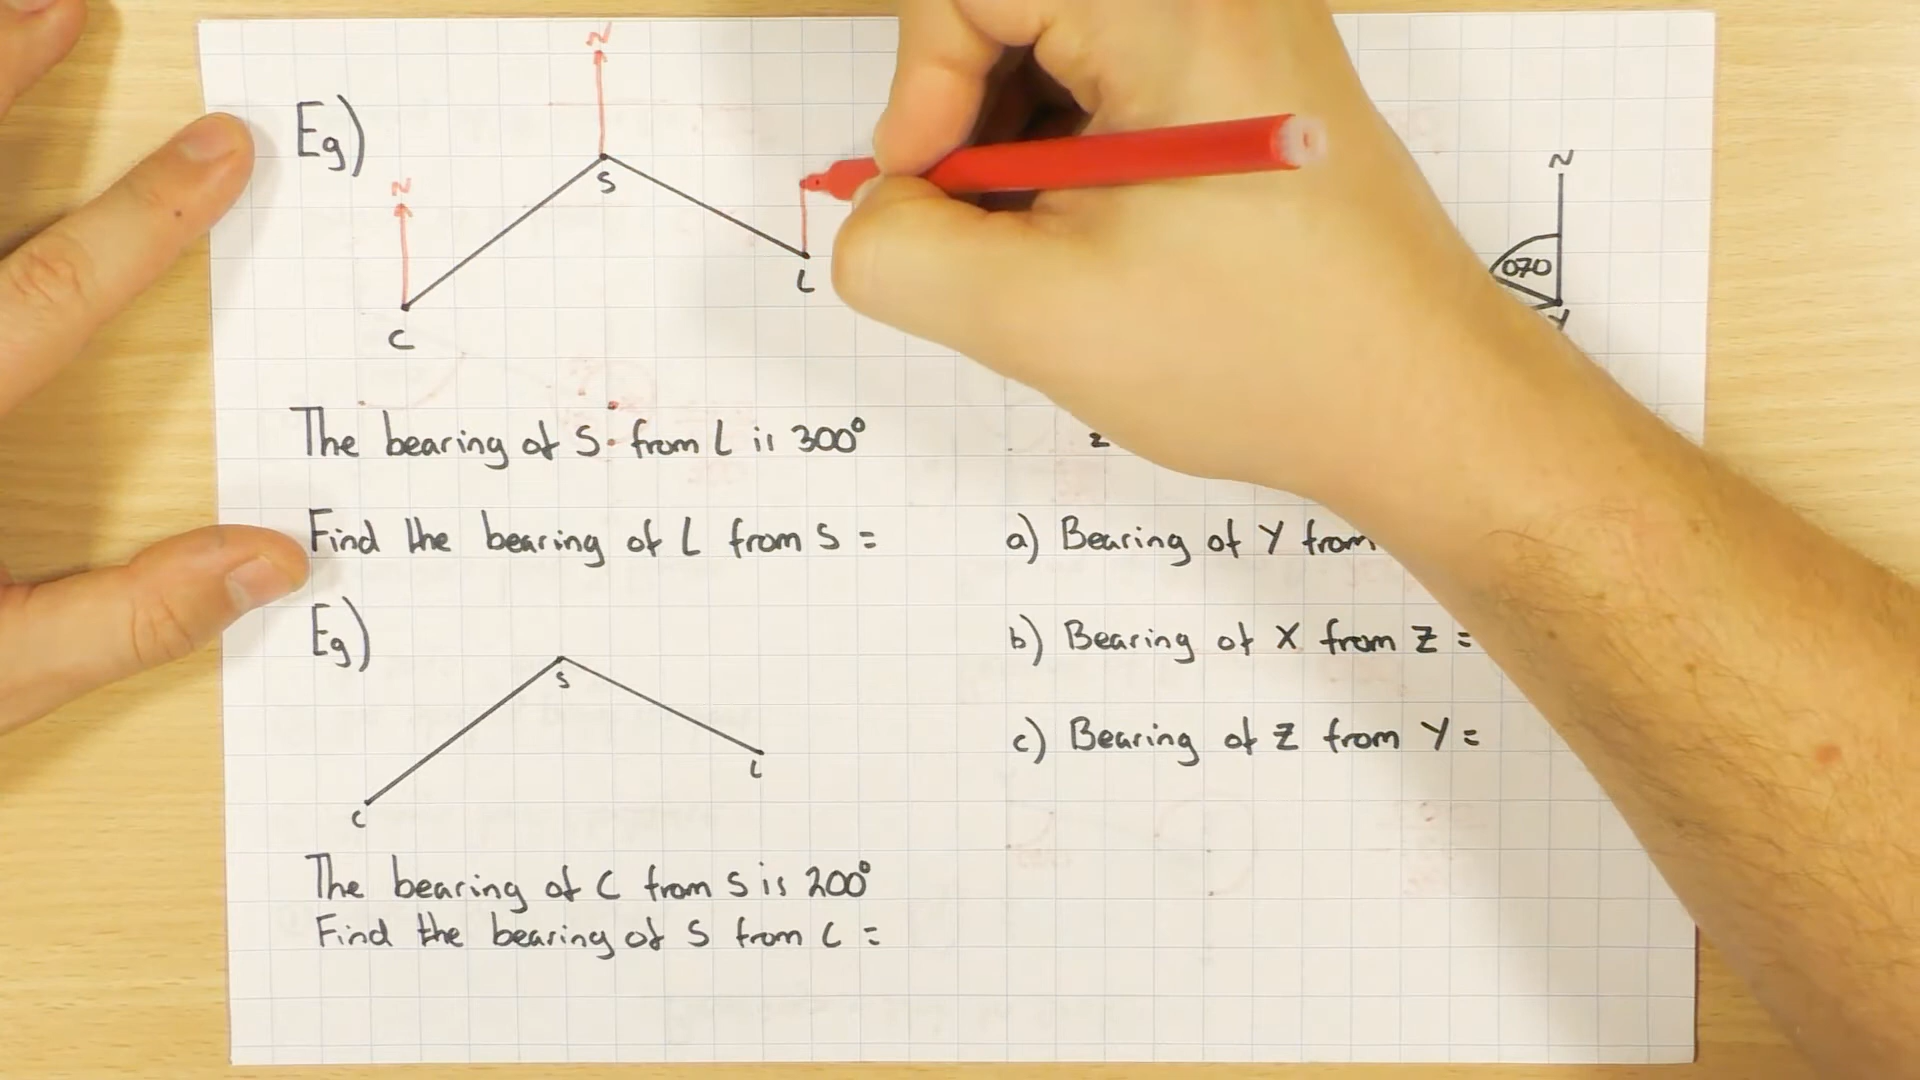 Eg)
N
N
S
L
C
The bearing of S from L is 300°
Find the bearing of L from S =
Eg)
S
L
C
The bearing of C from S is 200°
Find the bearing of S from C =
N
070
Y
Z
a) Bearing of Y from
b) Bearing of X from Z =
c) Bearing of Z from Y =